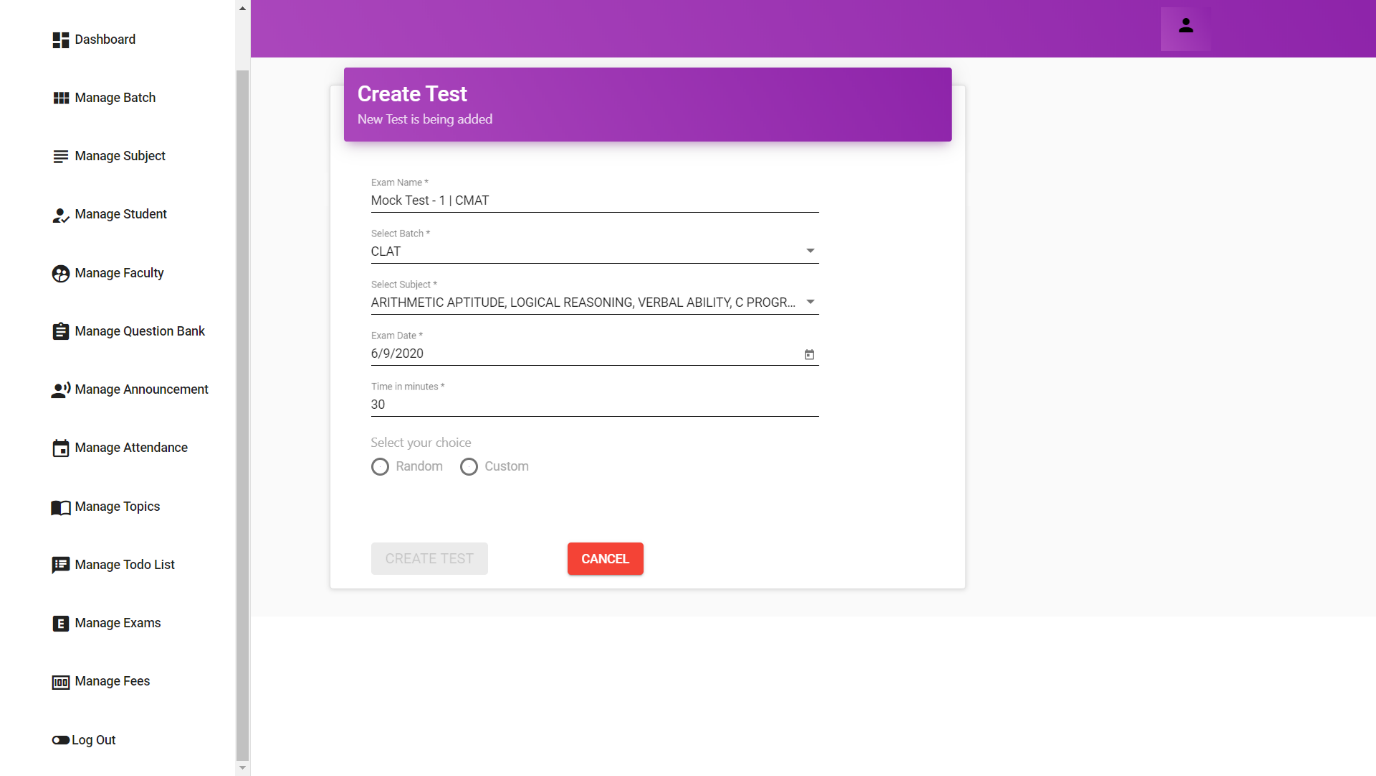 Dashboard
Manage Batch
Manage Subject
Manage Student
Manage Faculty
Manage Question Bank
Manage Announcement
Manage Attendance
Manage Topics
Manage Todo List
E Manage Exams
100 Manage Fees
Log Out
Create Test
New Test is being added
Exam Name *
Mock Test - 1 | CMAT
Select Batch *
CLAT
Select Subject *
ARITHMETIC APTITUDE, LOGICAL REASONING, VERBAL ABILITY, C PROGR...
Exam Date *
6/9/2020
Time in minutes *
30
Select your choice
Random Custom
CREATE TEST CANCEL